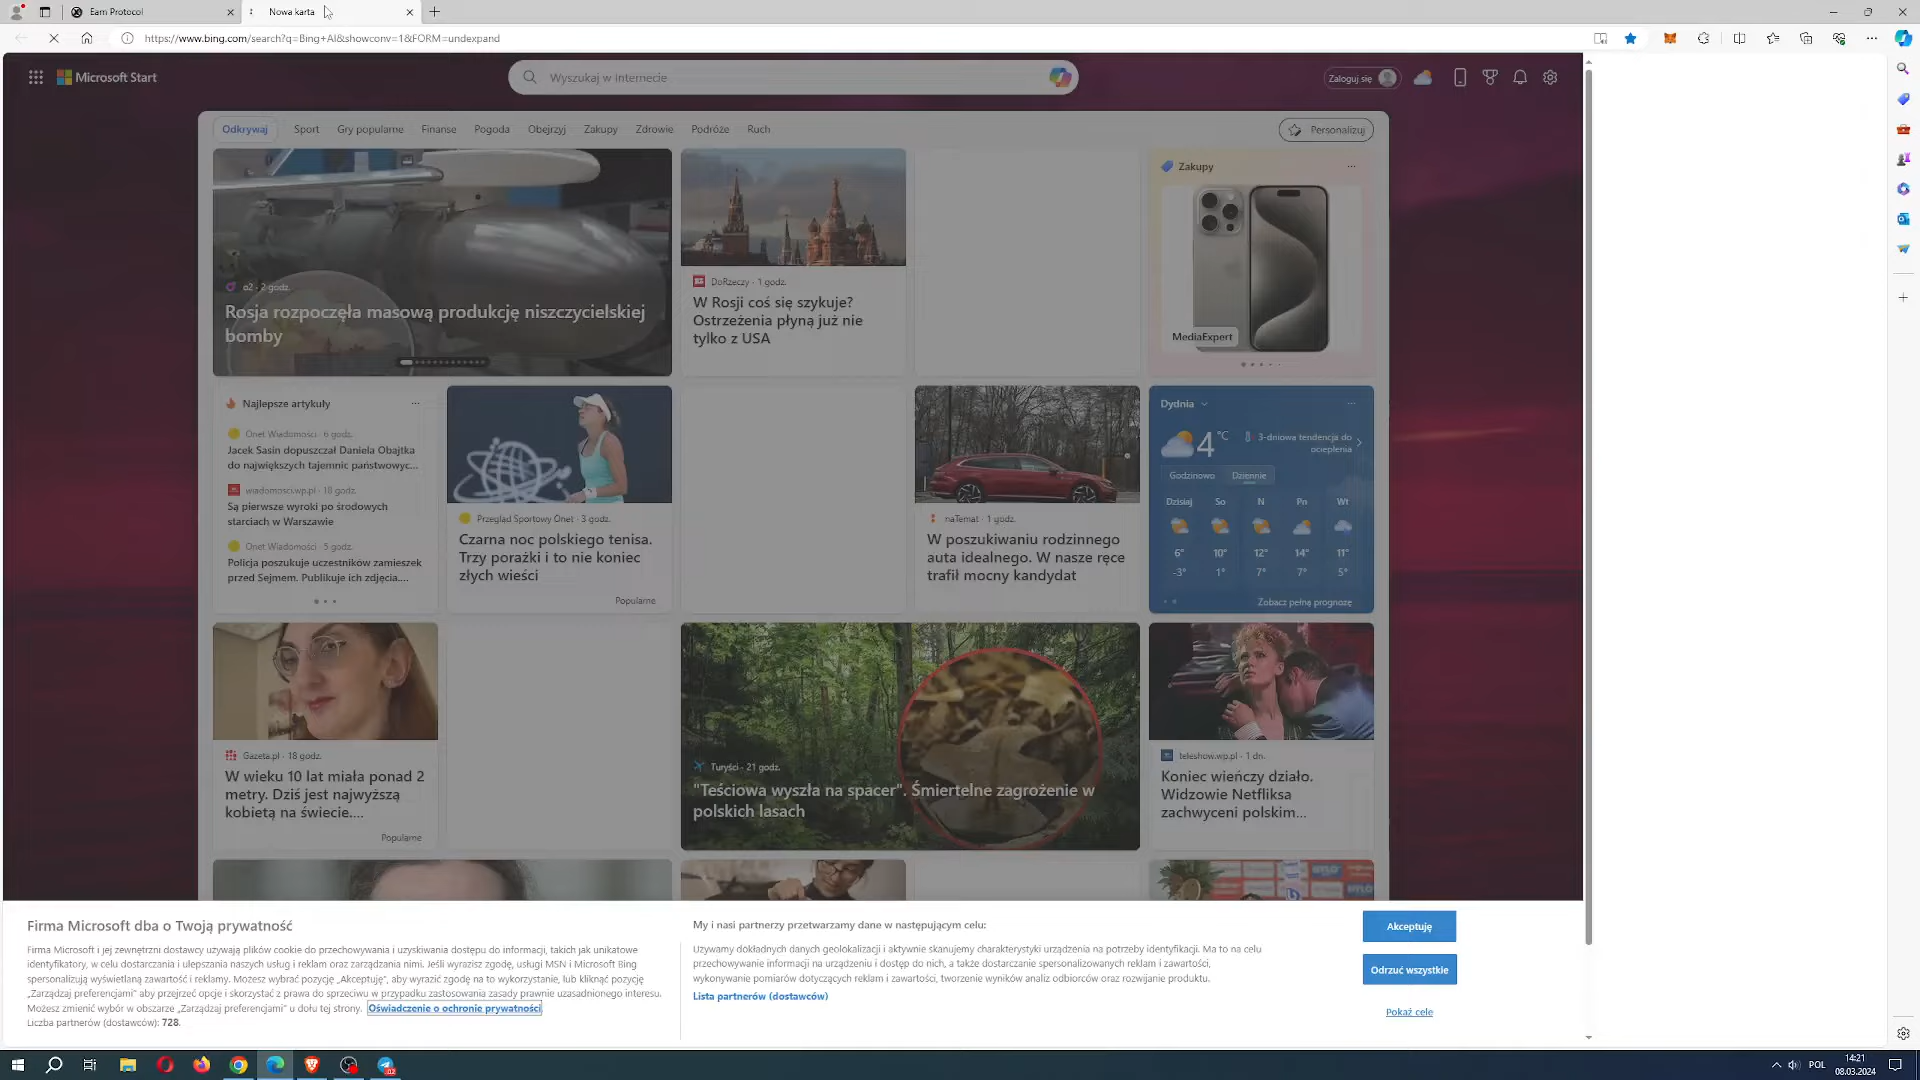 Earn Protocol
Nowa karta
https://www.bing.com/search?q=Bing+AI&showconv=1&FORM=undexpand
Microsoft Start
Wyszukaj w Internecie
Zaloguj się
Odkrywaj
Sport
Gry popularne
Finanse
Pogoda
Obejrzyj
Zakupy
Zdrowie
Podróże
Ruch
Personalizuj
o2 · 2 godz.
Rosja rozpoczęła masową produkcję niszczycielskiej
bomby
DoRzeczy · 1 godz.
W Rosji coś się szykuje?
Ostrzeżenia płyną już nie
tylko z USA
Zakupy
MediaExpert
Najlepsze artykuły
Onet Wiadomości · 6 godz.
Jacek Sasin dopuszczał Daniela Obajtka
do największych tajemnic państwowyc...
wiadomosci.wp.pl · 18 godz.
Są pierwsze wyroki po środowych
starciach w Warszawie
Onet Wiadomości · 5 godz.
Policja poszukuje uczestników zamieszek
przed Sejmem. Publikuje ich zdjęcia....
Przegląd Sportowy Onet · 3 godz.
Czarna noc polskiego tenisa.
Trzy porażki i to nie koniec
złych wieści
Popularne
naTemat · 1 godz.
W poszukiwaniu rodzinnego
auta idealnego. W nasze ręce
trafił mocny kandydat
Dydnia
4°C
3-dniowa tendencja do
ocieplenia
Godzinowo
Dziennie
Dzisiaj So N Pn Wt
6° 10° 12° 14° 11°
-3° 1° 7° 7° 5°
Zobacz pełną prognozę
Gazeta.pl · 18 godz.
W wieku 10 lat miała ponad 2
metry. Dziś jest najwyższą
kobietą na świecie....
Popularne
Turyści · 21 godz.
"Teściowa wyszła na spacer". Śmiertelne zagrożenie w
polskich lasach
teleshow.wp.pl · 1 dn.
Koniec wieńczy działo.
Widzowie Netfliksa
zachwyceni polskim...
Firma Microsoft dba o Twoją prywatność
Firma Microsoft i jej zewnętrzni dostawcy używają plików cookie do przechowywania i uzyskiwania dostępu do informacji, takich jak unikatowe
identyfikatory, w celu dostarczania i ulepszania naszych usług i reklam oraz zarządzania nimi. Jeśli wyrazisz zgodę, usługi MSN i Microsoft Bing
spersonalizują wyświetlaną zawartość i reklamy. Możesz wybrać pozycję „Akceptuję", aby wyrazić zgodę na to wykorzystanie, lub kliknąć pozycję
„Zarządzaj preferencjami" aby przejrzeć opcje i skorzystać z prawa do sprzeciwu w przypadku zastosowania zasady prawnie uzasadnionego interesu.
Możesz zmienić wybór w obszarze „Zarządzaj preferencjami" u dołu tej strony. Oświadczenie o ochronie prywatności
Liczba partnerów (dostawców): 728.
My i nasi partnerzy przetwarzamy dane w następującym celu:
Używamy dokładnych danych geolokalizacji i aktywnie skanujemy charakterystyki urządzenia na potrzeby identyfikacji. Ma to na celu
przechowywanie informacji na urządzeniu i dostęp do nich, a także dostarczanie spersonalizowanych reklam i zawartości,
wykonywanie pomiarów dotyczących reklam i zawartości, tworzenie wyników analiz odbiorców oraz rozwijanie produktu.
Lista partnerów (dostawców)
Akceptuję
Odrzuć wszystkie
Pokaż cele
POL
14:21
08.03.2024